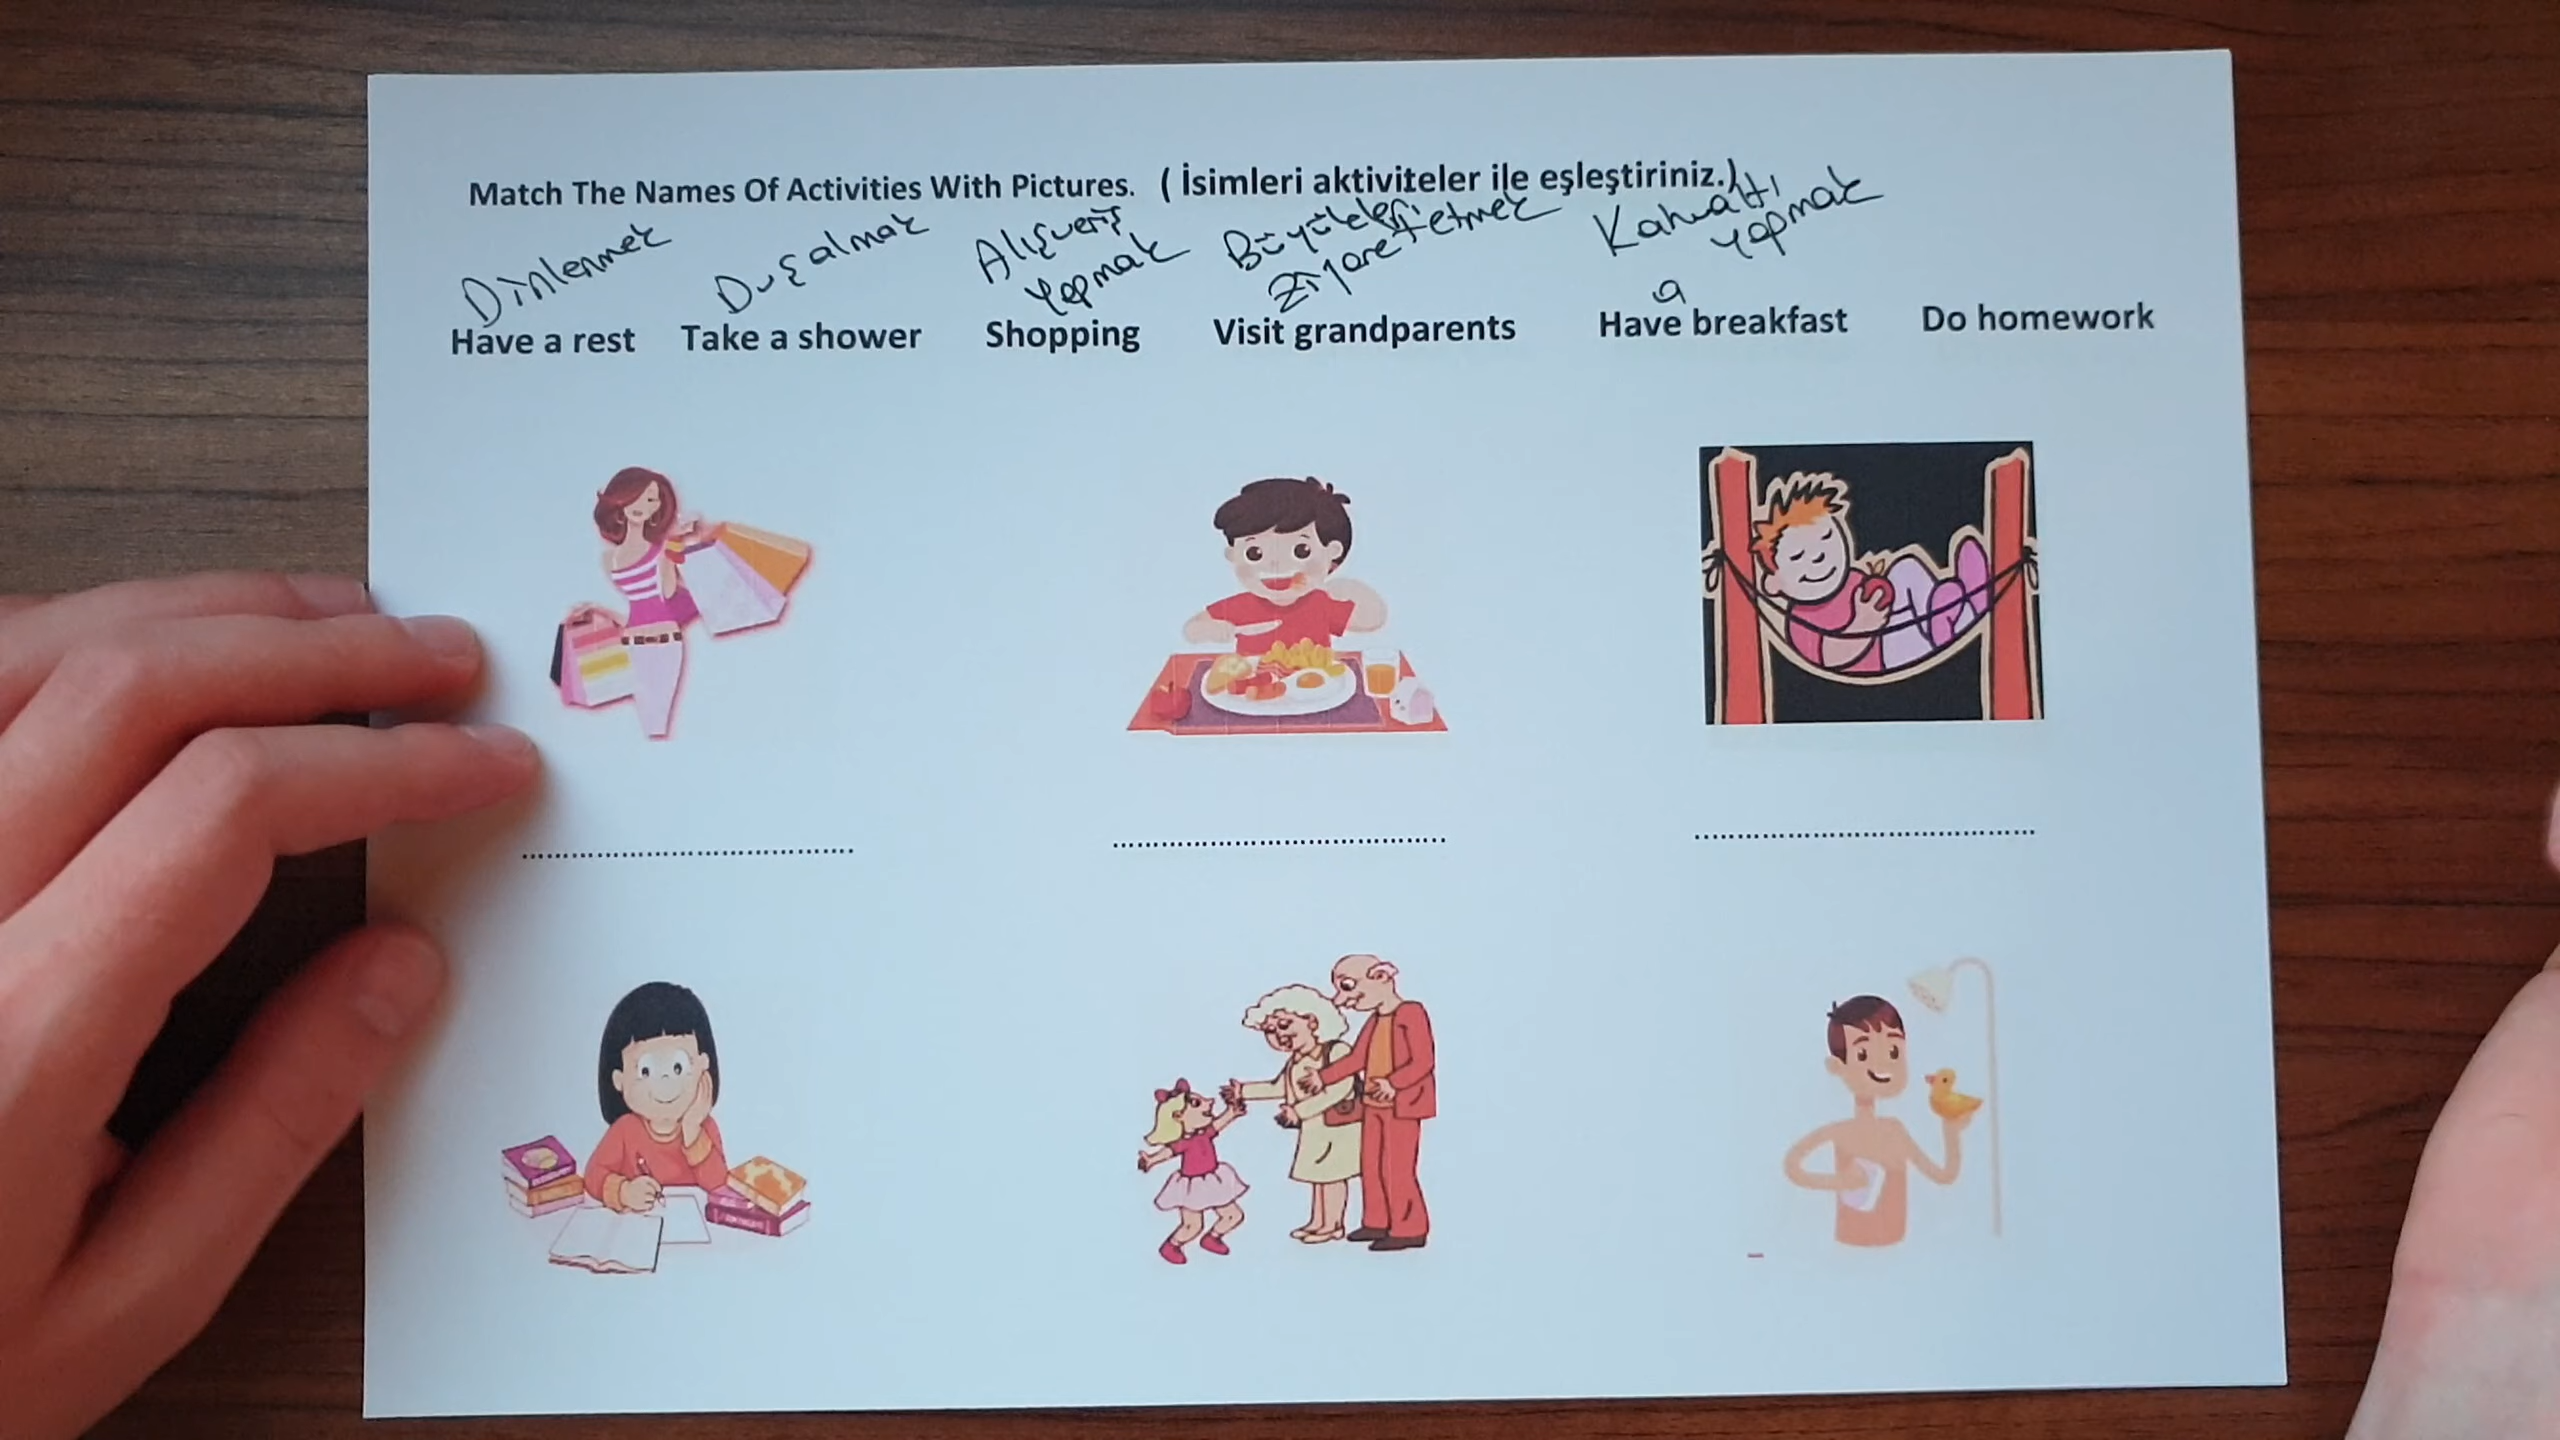 Match The Names Of Activities With Pictures. ( İsimleri aktiviteler ile eşleştiriniz.)
Dinlenmek Duş almak Alışveriş Yapmak Büyükleri Ziyaret etmek Kahvaltı yapmak
a
Have a rest Take a shower Shopping Visit grandparents Have breakfast Do homework